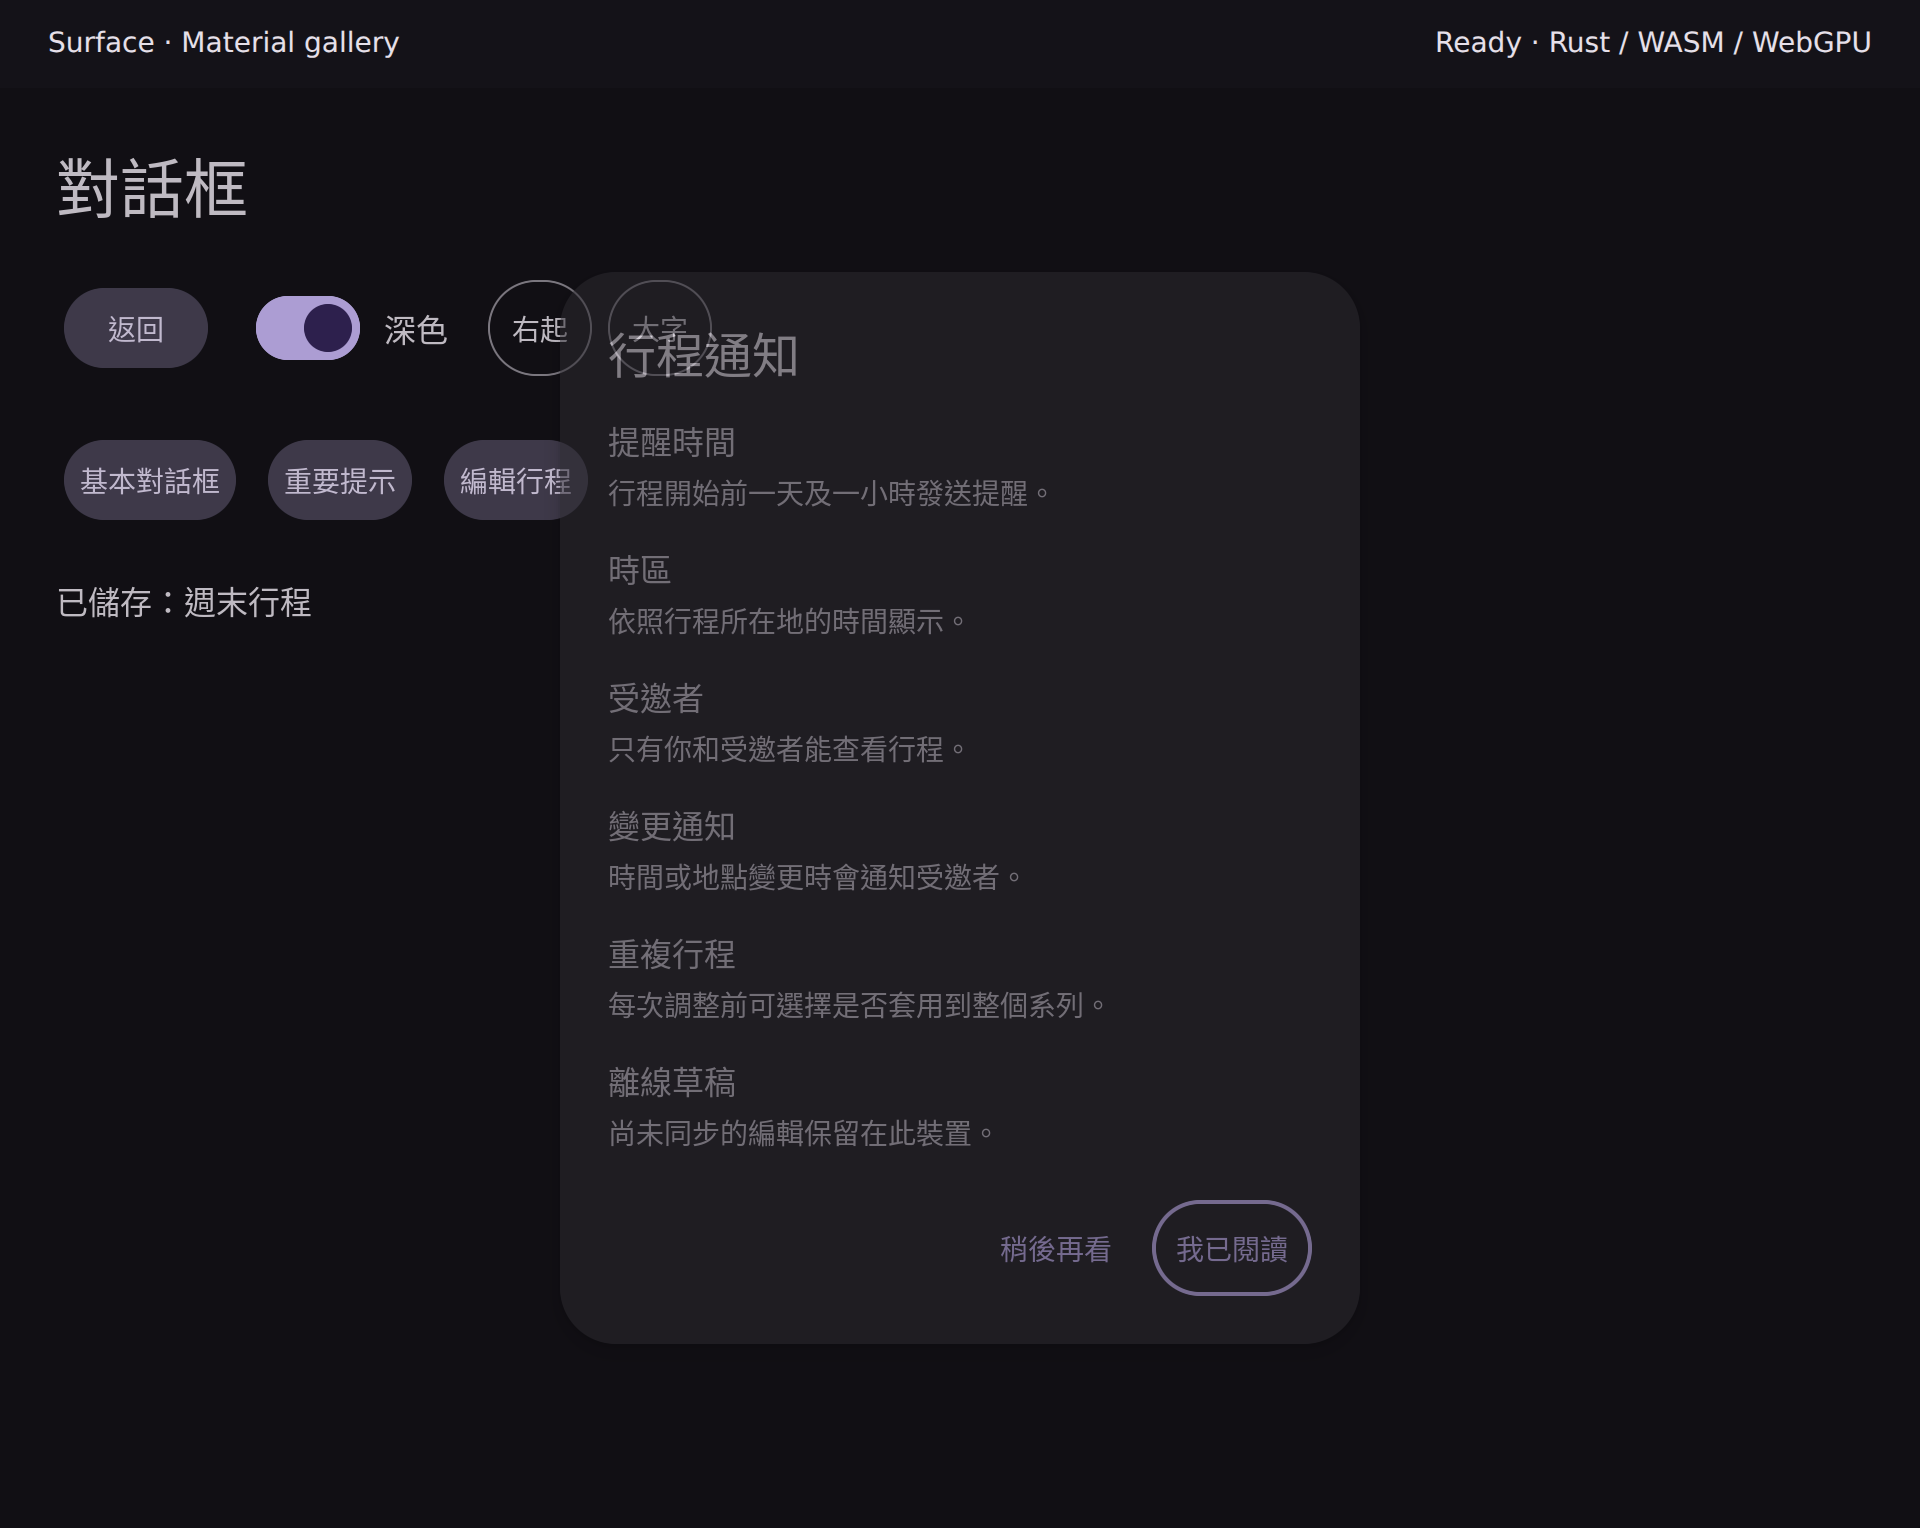 Surface · Material gallery
Ready · Rust / WASM / WebGPU
對話框
返回
深色
右起
大字
基本對話框
重要提示
編輯行程
已儲存：週末行程
行程通知
提醒時間
行程開始前一天及一小時發送提醒。
時區
依照行程所在地的時間顯示。
受邀者
只有你和受邀者能查看行程。
變更通知
時間或地點變更時會通知受邀者。
重複行程
每次調整前可選擇是否套用到整個系列。
離線草稿
尚未同步的編輯保留在此裝置。
稍後再看
我已閱讀